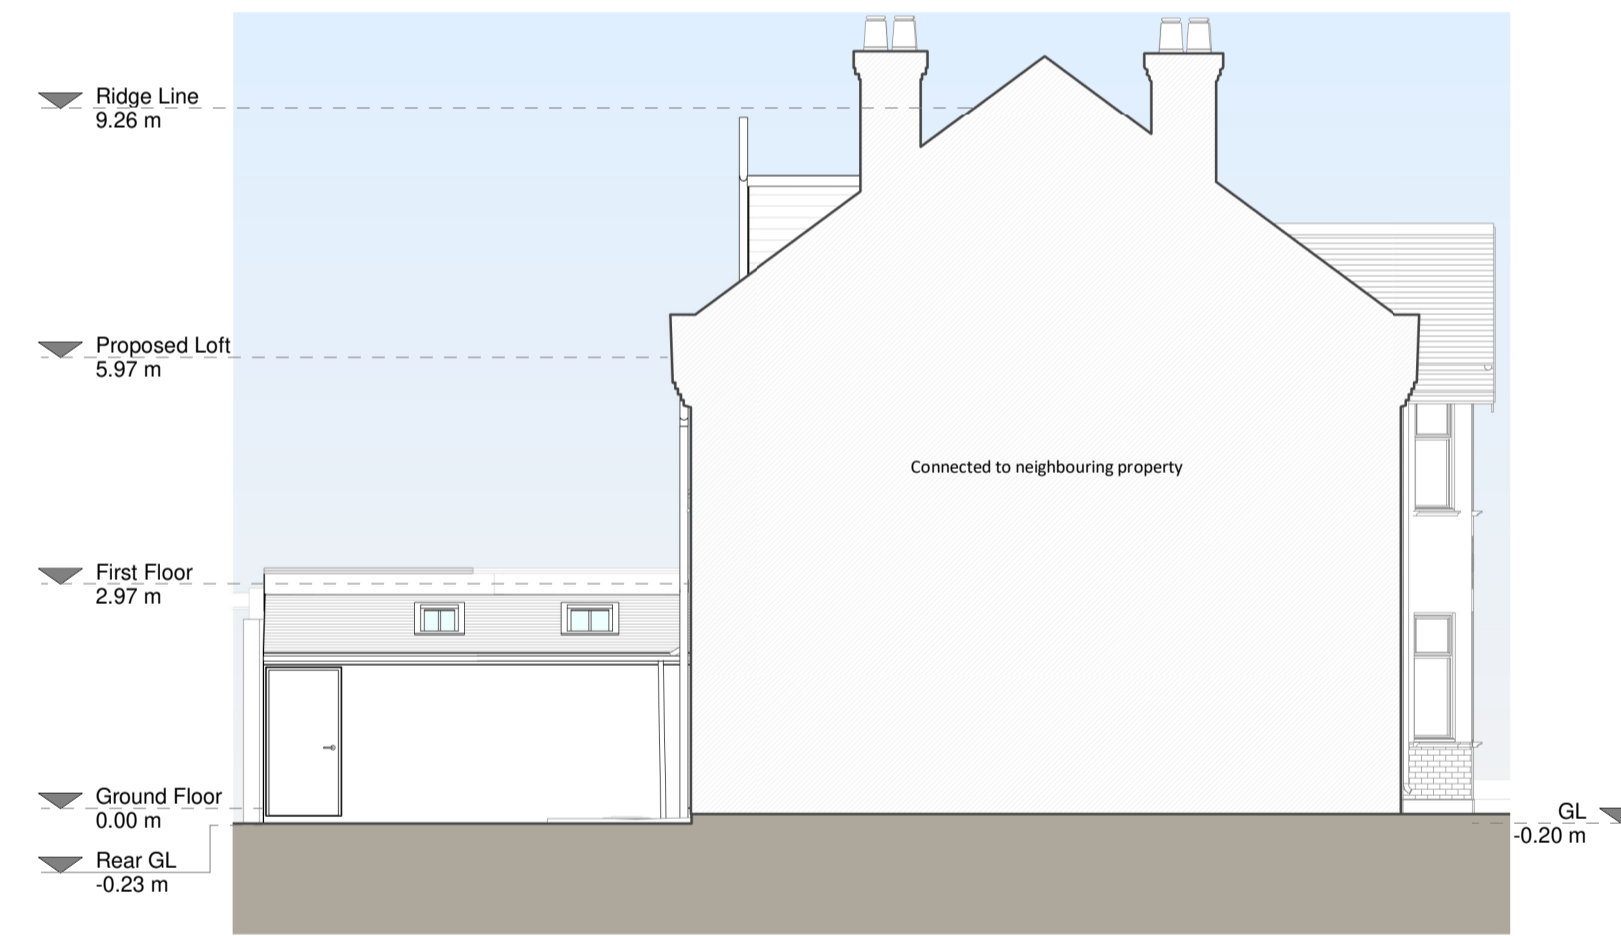 Ridge Line
9.26 m
Proposed Loft
5.97 m
Connected to neighbouring property
First Floor
2.97 m
Ground Floor
0.00 m
GL
-0.20 m
Rear GL
-0.23 m